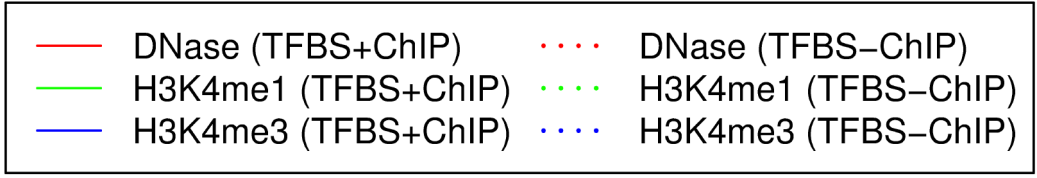 DNase (TFBS+ChIP) DNase (TFBS−ChIP)
H3K4me1 (TFBS+ChIP) H3K4me1 (TFBS−ChIP)
H3K4me3 (TFBS+ChIP) H3K4me3 (TFBS−ChIP)